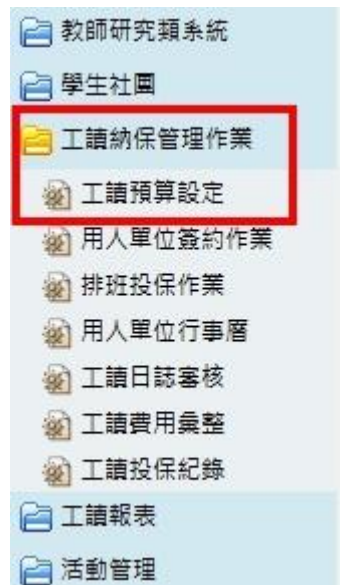 教師研究類系統
學生社團
工讀納保管理作業
工讀預算設定
用人單位簽約作業
排班投保作業
用人單位行事曆
工讀日誌審核
工讀費用彙整
工讀投保紀錄
工讀報表
活動管理